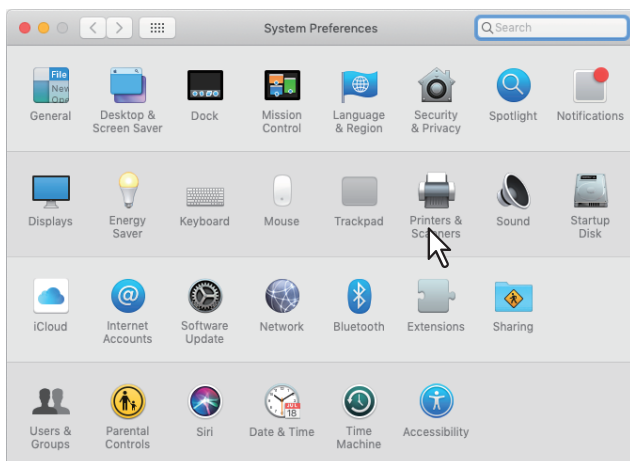 System Preferences
Search
File
New
Ope
General
Desktop &
Screen Saver
Dock
Mission
Control
Language
& Region
Security
& Privacy
Spotlight
Notifications
Displays
Energy
Saver
Keyboard
Mouse
Trackpad
Printers &
Scanners
Sound
Startup
Disk
@
iCloud
Internet
Accounts
Software
Update
Network
Bluetooth
Extensions
Sharing
JUL
18
Users &
Groups
Parental
Controls
Siri
Date & Time
Time
Machine
Accessibility